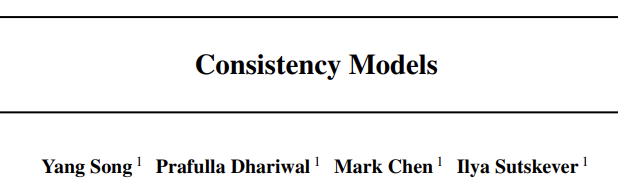 Consistency Models
Yang Song 1 Prafulla Dhariwal 1 Mark Chen 1 Ilya Sutskever 1